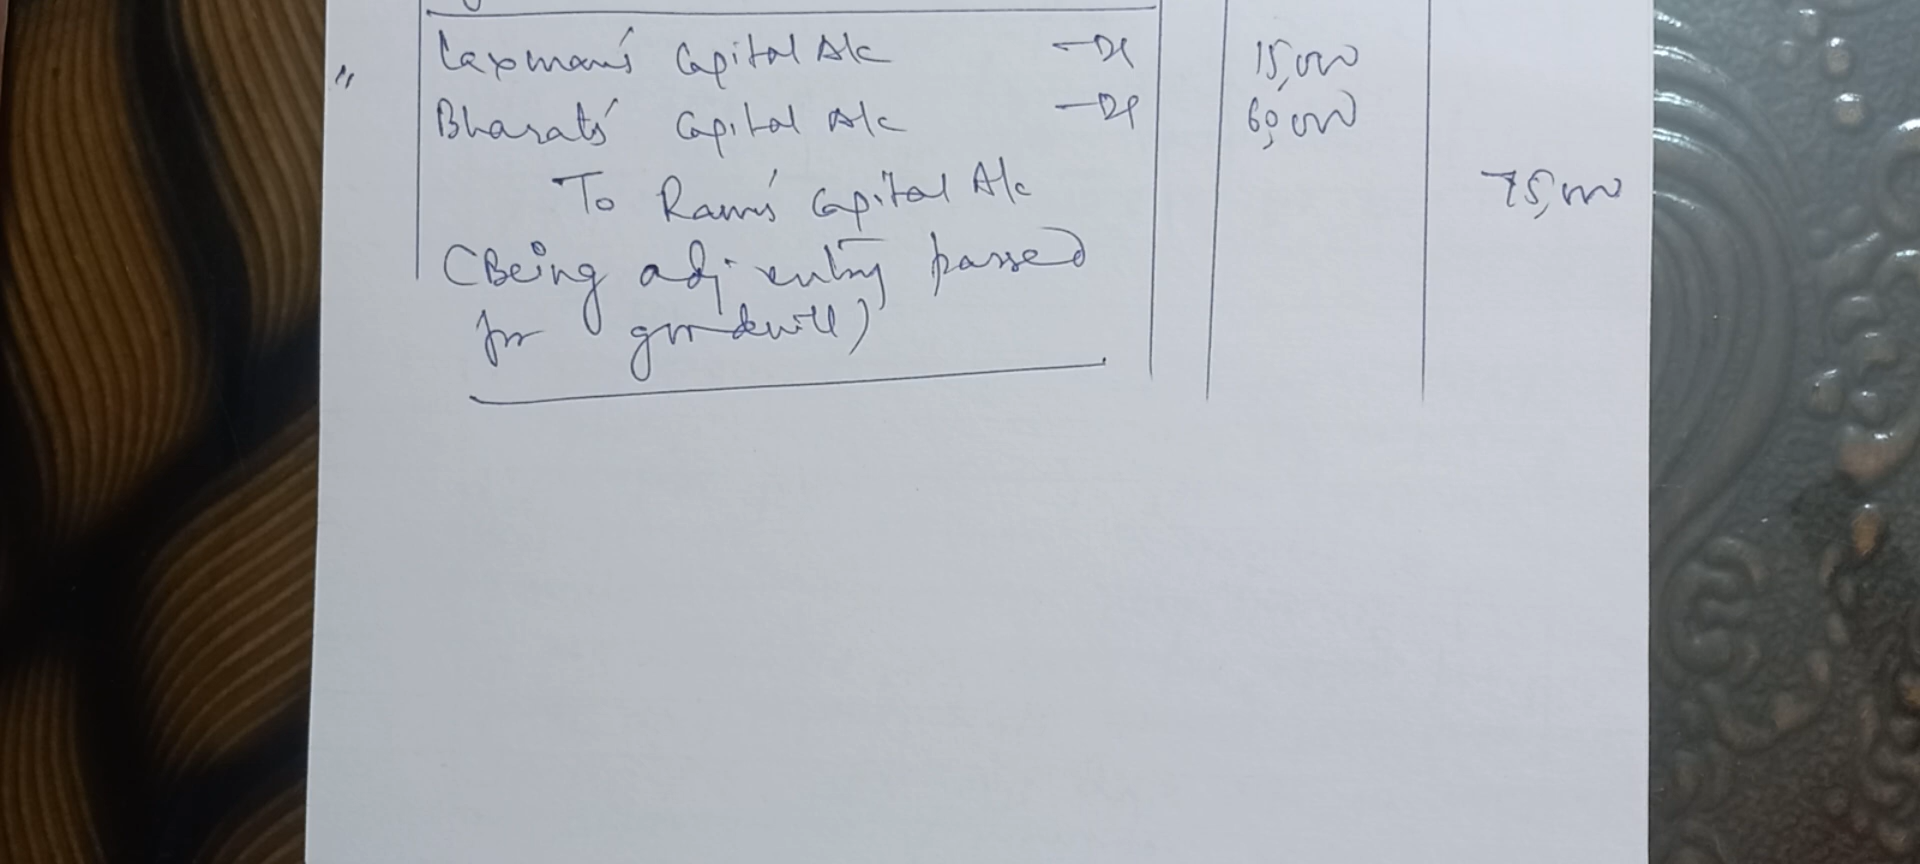 Laxman's Capital A/c —Dr 15,000
" Bharat's Capital A/c —Dr 60,000
To Ram's Capital A/c 75,000
(Being adj. entry passed
for goodwill)